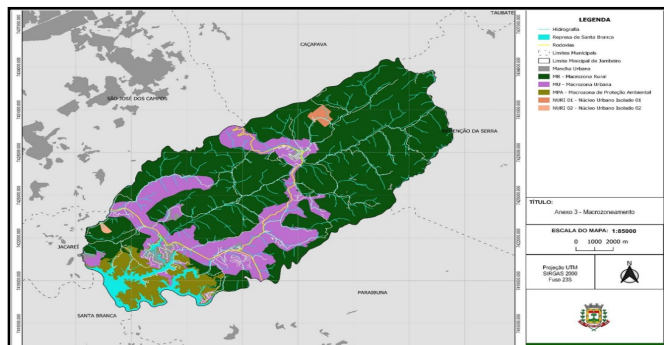 TAUBATÉ
CAÇAPAVA
SÃO JOSÉ DOS CAMPOS
REDENÇÃO DA SERRA
JACAREÍ
PARAIBUNA
SANTA BRANCA
LEGENDA
Hidrografia
Represa de Santa Branca
Rodovias
Limites Municipais
Limite Municipal de Jambeiro
Mancha Urbana
MR - Macrozona Rural
MU - Macrozona Urbana
MPA - Macrozona de Proteção Ambiental
NURI 01 - Núcleo Urbano Isolado 01
NURI 02 - Núcleo Urbano Isolado 02
TÍTULO:
Anexo 3 - Macrozoneamento
ESCALA DO MAPA: 1:85000
0 1000 2000 m
Projeção UTM
SIRGAS 2000
Fuso 23S
N